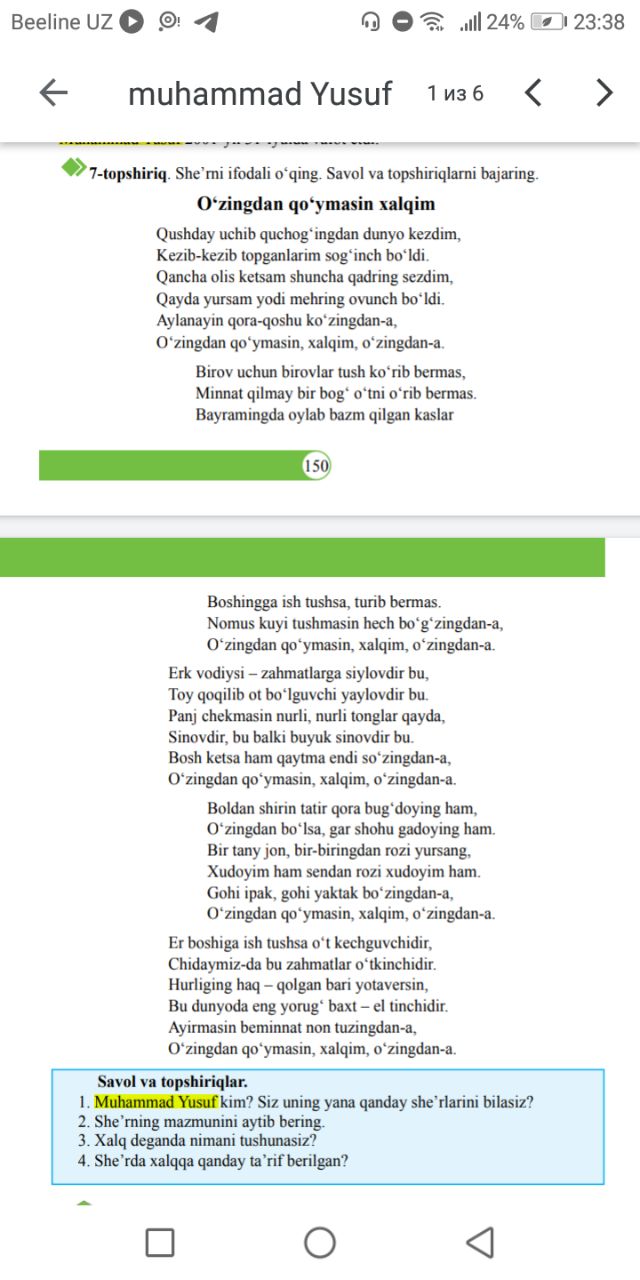 Beeline UZ 24% 23:38
muhammad Yusuf 1 из 6
7-topshiriq. She’rni ifodali o‘qing. Savol va topshiriqlarni bajaring.
O‘zingdan qo‘ymasin xalqim
Qushday uchib quchog‘ingdan dunyo kezdim,
Kezib-kezib topganlarim sog‘inch bo‘ldi.
Qancha olis ketsam shuncha qadring sezdim,
Qayda yursam yodi mehring ovunch bo‘ldi.
Aylanayin qora-qoshu ko‘zingdan-a,
O‘zingdan qo‘ymasin, xalqim, o‘zingdan-a.
Birov uchun birovlar tush ko‘rib bermas,
Minnat qilmay bir bog‘ o‘tni o‘rib bermas.
Bayramingda oylab bazm qilgan kaslar
150
Boshingga ish tushsa, turib bermas.
Nomus kuyi tushmasin hech bo‘g‘zingdan-a,
O‘zingdan qo‘ymasin, xalqim, o‘zingdan-a.
Erk vodiysi – zahmatlarga siylovdir bu,
Toy qoqilib ot bo‘lguvchi yaylovdir bu.
Panj chekmasin nurli, nurli tonglar qayda,
Sinovdir, bu balki buyuk sinovdir bu.
Bosh ketsa ham qaytma endi so‘zingdan-a,
O‘zingdan qo‘ymasin, xalqim, o‘zingdan-a.
Boldan shirin tatir qora bug‘doying ham,
O‘zingdan bo‘lsa, gar shohu gadoying ham.
Bir tany jon, bir-biringdan rozi yursang,
Xudoyim ham sendan rozi xudoyim ham.
Gohi ipak, gohi yaktak bo‘zingdan-a,
O‘zingdan qo‘ymasin, xalqim, o‘zingdan-a.
Er boshiga ish tushsa o‘t kechguvchidir,
Chidaymiz-da bu zahmatlar o‘tkinchidir.
Hurliging haq – qolgan bari yotaversin,
Bu dunyoda eng yorug‘ baxt – el tinchidir.
Ayirmasin beminnat non tuzingdan-a,
O‘zingdan qo‘ymasin, xalqim, o‘zingdan-a.
Savol va topshiriqlar.
1. Muhammad Yusuf kim? Siz uning yana qanday she’rlarini bilasiz?
2. She’rning mazmunini aytib bering.
3. Xalq deganda nimani tushunasiz?
4. She’rda xalqqa qanday ta’rif berilgan?